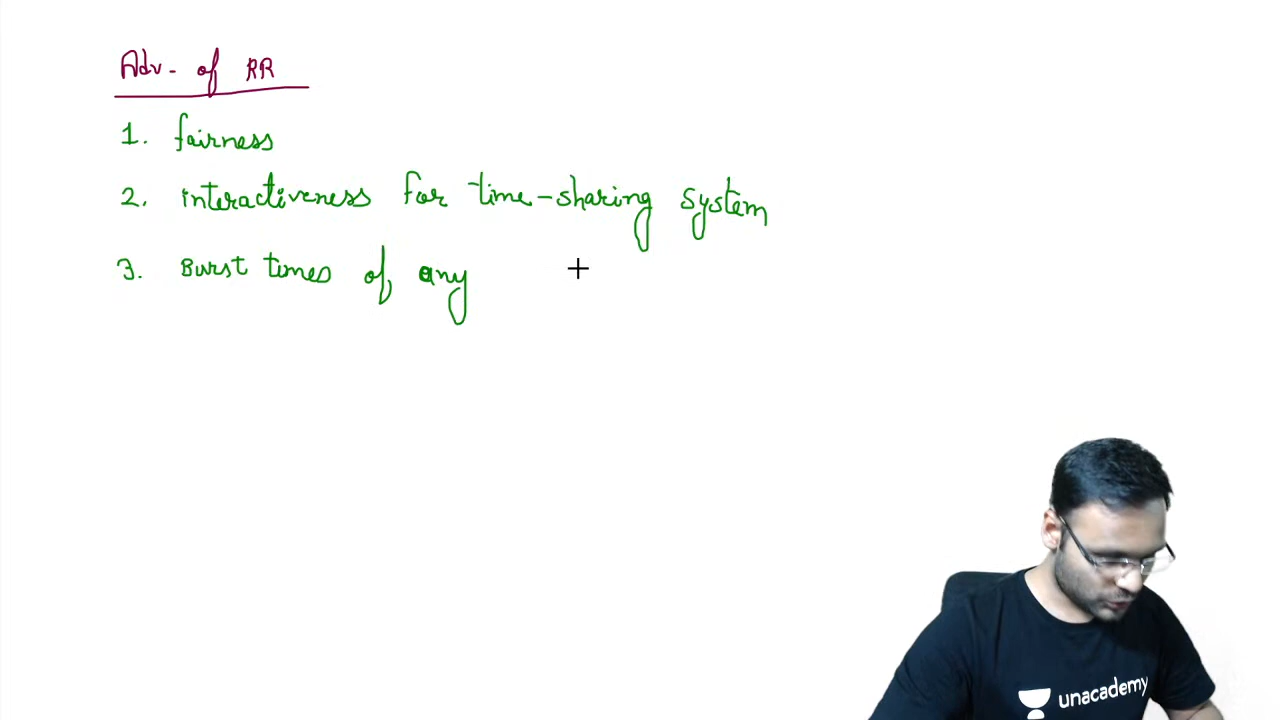 Adv. of RR
1. fairness
2. interactiveness for time-sharing system
3. Burst times of any
unacademy